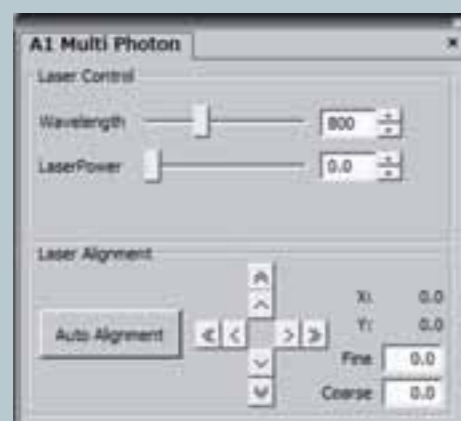 A1 Multi Photon ×
Laser Control
Wavelength 800
LaserPower 0.0
Laser Alignment
X: 0.0
Auto Alignment Y: 0.0
Fine 0.0
Coarse 0.0